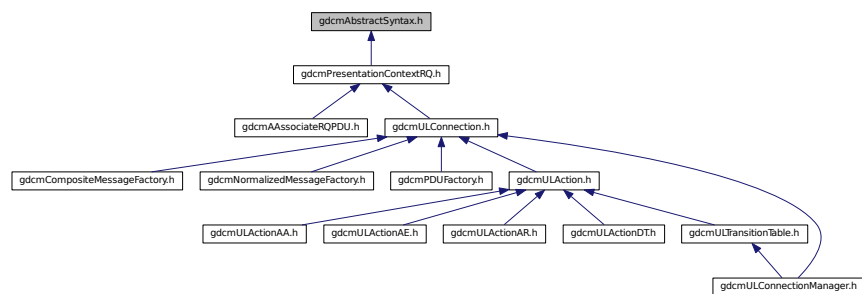 gdcmAbstractSyntax.h
gdcmPresentationContextRQ.h
gdcmAAssociateRQPDU.h
gdcmULConnection.h
gdcmCompositeMessageFactory.h
gdcmNormalizedMessageFactory.h
gdcmPDUFactory.h
gdcmULAction.h
gdcmULActionAA.h
gdcmULActionAE.h
gdcmULActionAR.h
gdcmULActionDT.h
gdcmULTransitionTable.h
gdcmULConnectionManager.h